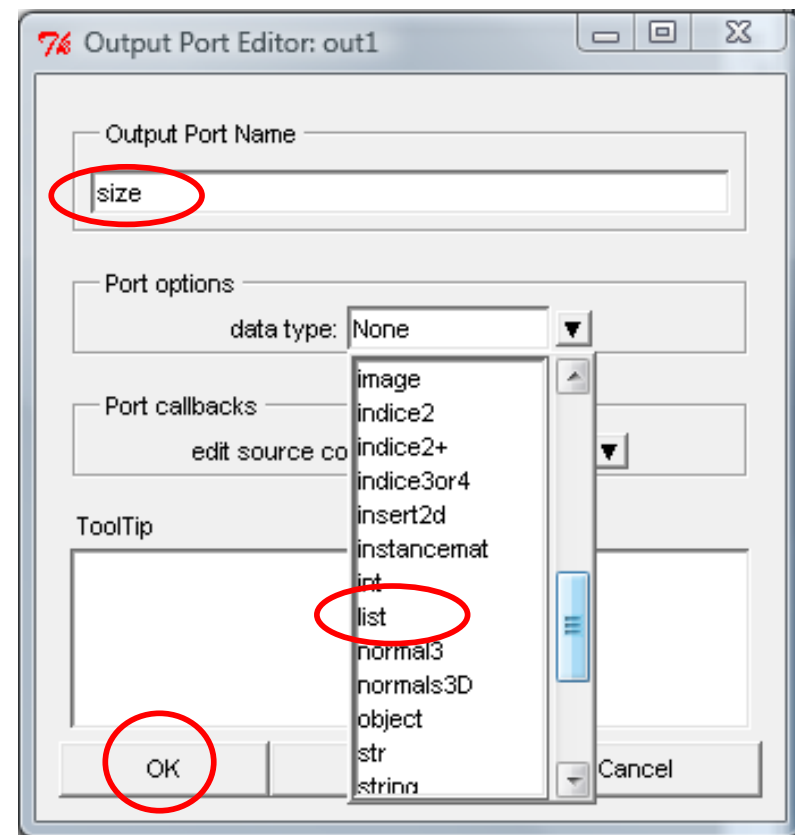 Output Port Editor: out1
Output Port Name
size
Port options
data type: None
image
indice2
indice2+
indice3or4
insert2d
instancemat
int
list
normal3
normals3D
object
str
string
Port callbacks
edit source
ToolTip
OK
Cancel